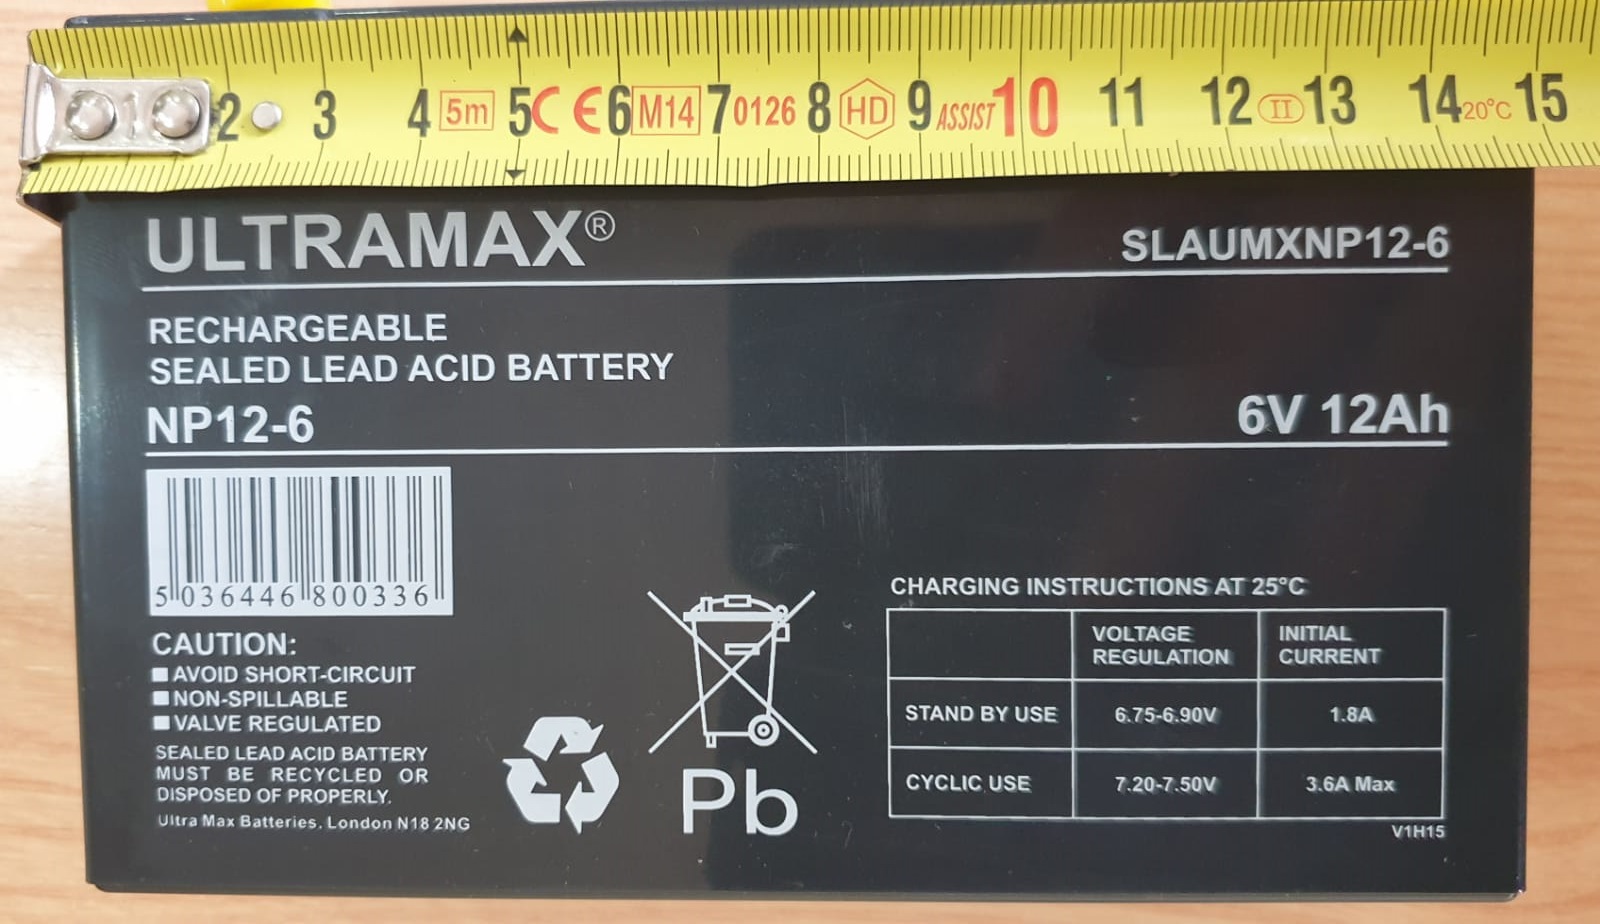 1 2 3 4 5m 5 CE 6 M14 7 0126 8 HD 9 ASSIST 10 11 12 II 13 14 20°C 15
ULTRAMAX®
SLAUMXNP12-6
RECHARGEABLE
SEALED LEAD ACID BATTERY
NP12-6
6V 12Ah
5 036446 800336
CAUTION:
■ AVOID SHORT-CIRCUIT
■ NON-SPILLABLE
■ VALVE REGULATED
SEALED LEAD ACID BATTERY
MUST BE RECYCLED OR
DISPOSED OF PROPERLY.
Ultra Max Batteries, London N18 2NG
Pb
CHARGING INSTRUCTIONS AT 25°C
VOLTAGE REGULATION INITIAL CURRENT
STAND BY USE 6.75-6.90V 1.8A
CYCLIC USE 7.20-7.50V 3.6A Max
V1H15